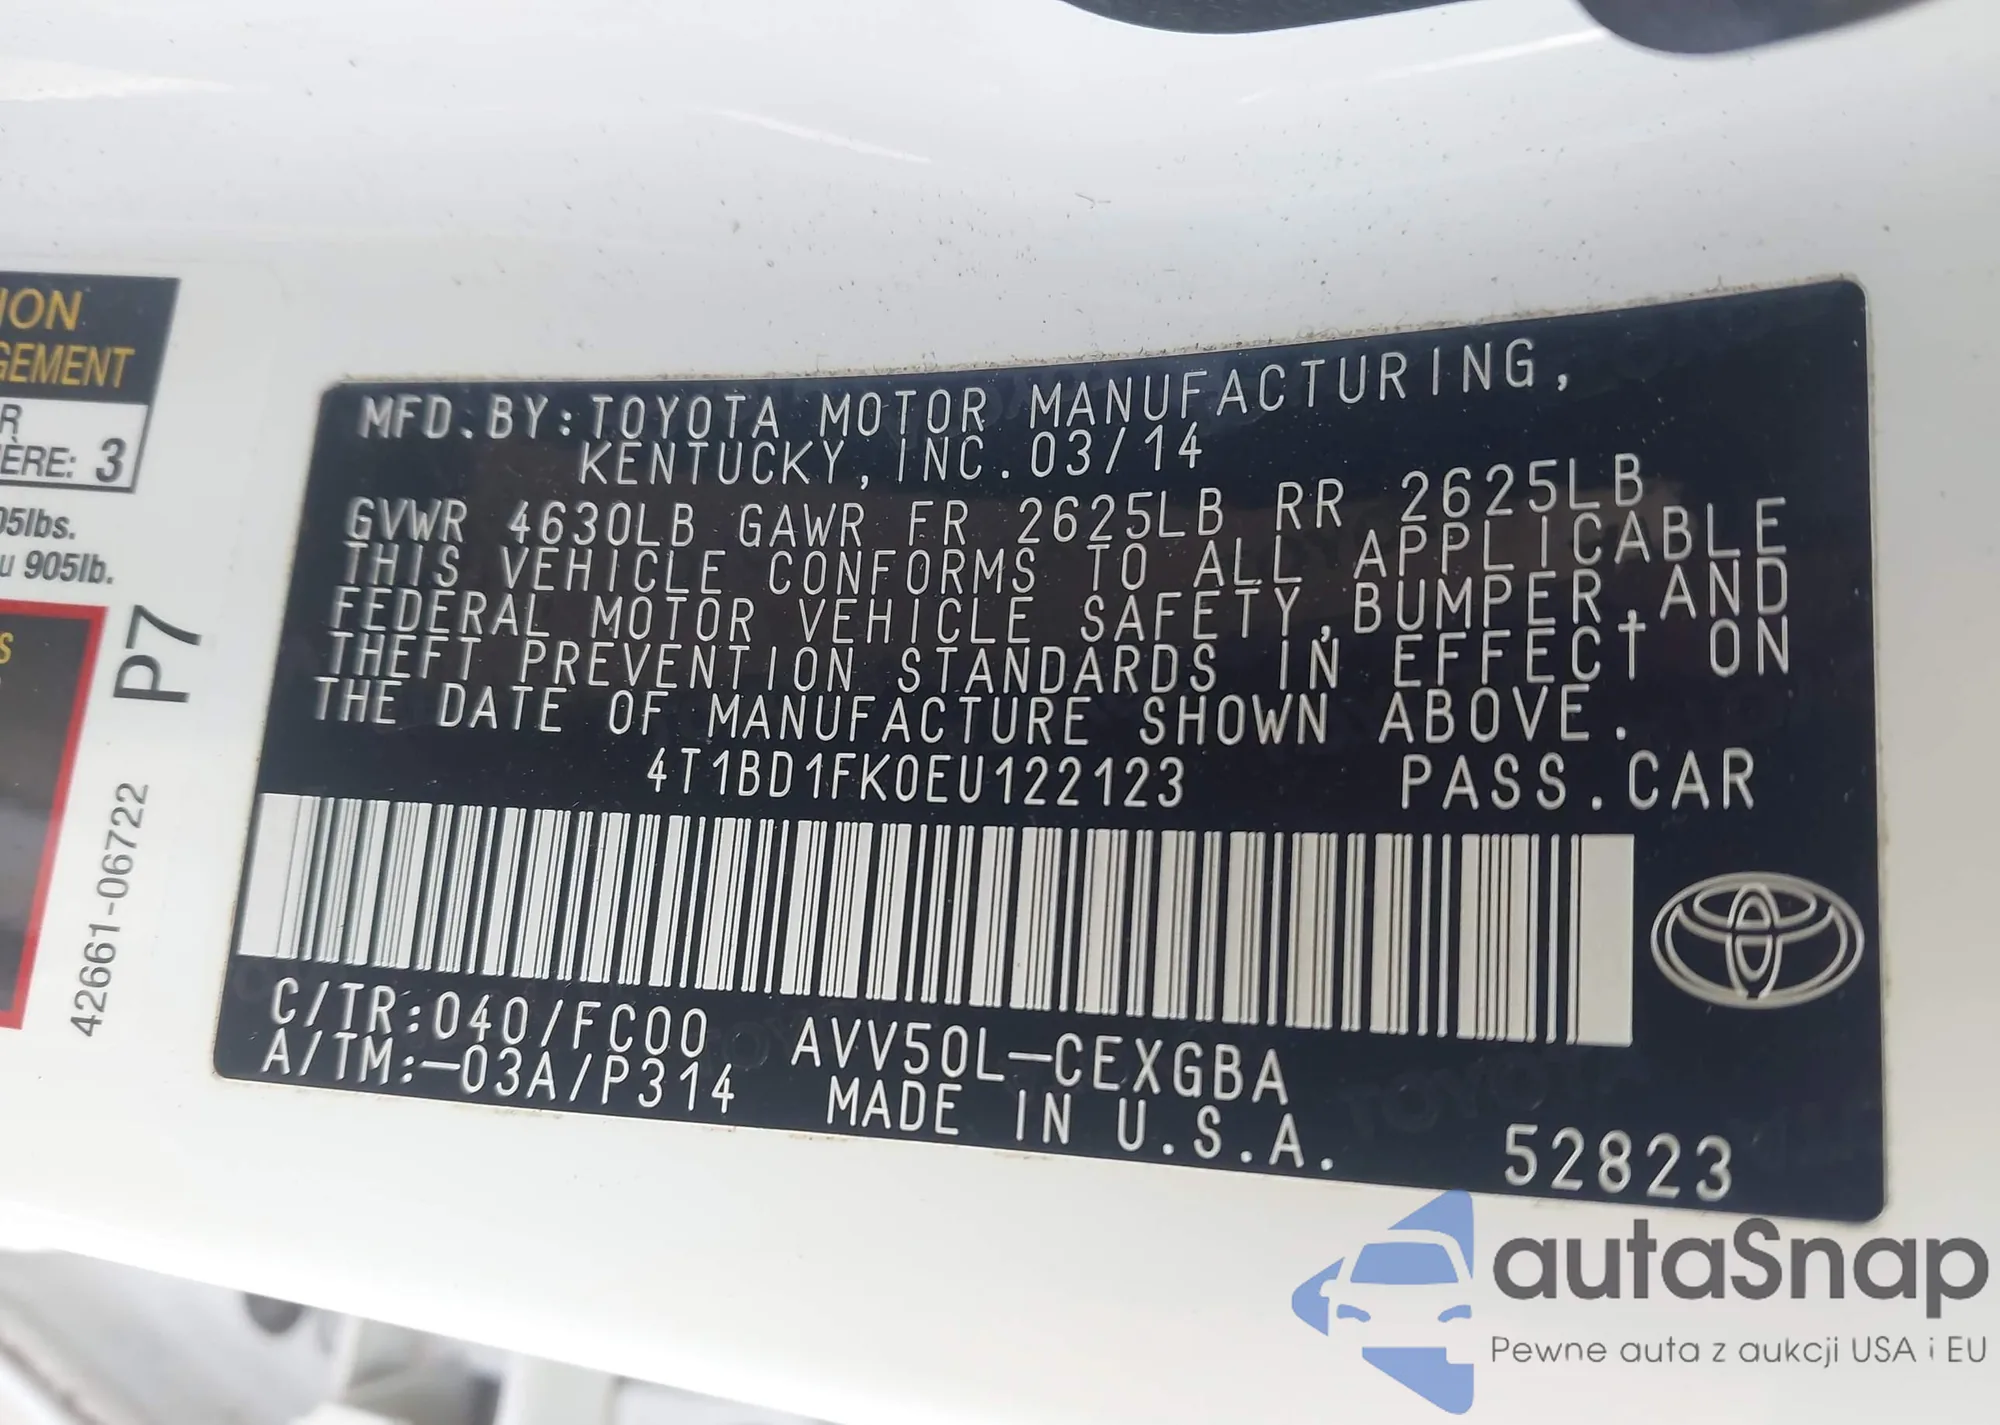 ION
GEMENT
R
ÈRE: 3
05lbs.
u 905lb.
S
P7
42661-06722
MFD.BY:TOYOTA MOTOR MANUFACTURING,
KENTUCKY,INC.03/14
GVWR 4630LB GAWR FR 2625LB RR 2625LB
THIS VEHICLE CONFORMS TO ALL APPLICABLE
FEDERAL MOTOR VEHICLE SAFETY,BUMPER,AND
THEFT PREVENTION STANDARDS IN EFFECT ON
THE DATE OF MANUFACTURE SHOWN ABOVE.
4T1BD1FK0EU122123 PASS.CAR
C/TR:040/FC00 AVV50L-CEXGBA
A/TM:-03A/P314 MADE IN U.S.A. 52823
autaSnap
Pewne auta z aukcji USA i EU